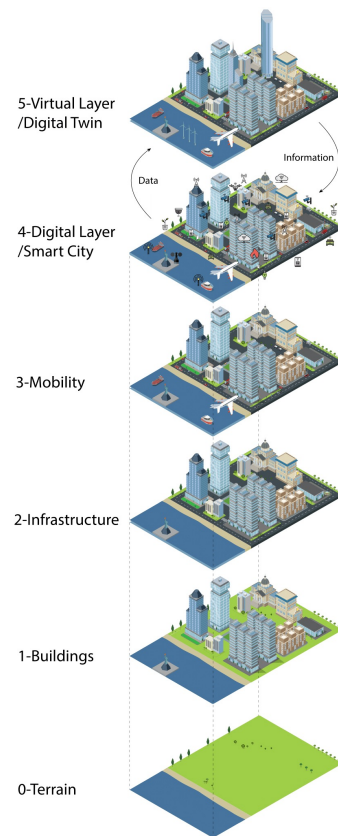 5-Virtual Layer
/Digital Twin
Information
Data
4-Digital Layer
/Smart City
3-Mobility
2-Infrastructure
1-Buildings
0-Terrain